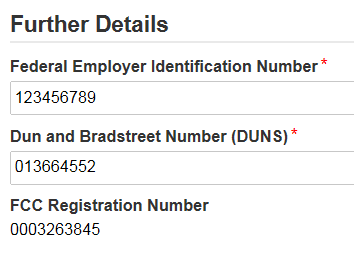 Further Details
Federal Employer Identification Number *
123456789
Dun and Bradstreet Number (DUNS) *
013664552
FCC Registration Number
0003263845